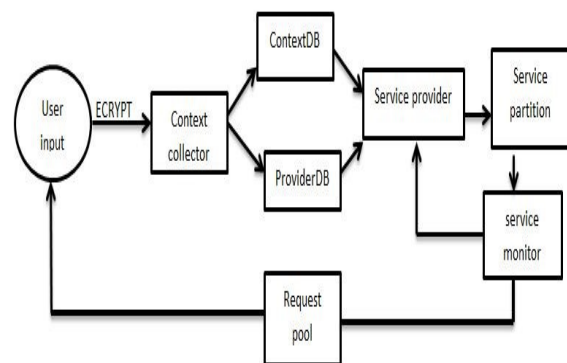 User
input
ECRYPT
Context
collector
ContextDB
ProviderDB
Service provider
Service
partition
service
monitor
Request
pool